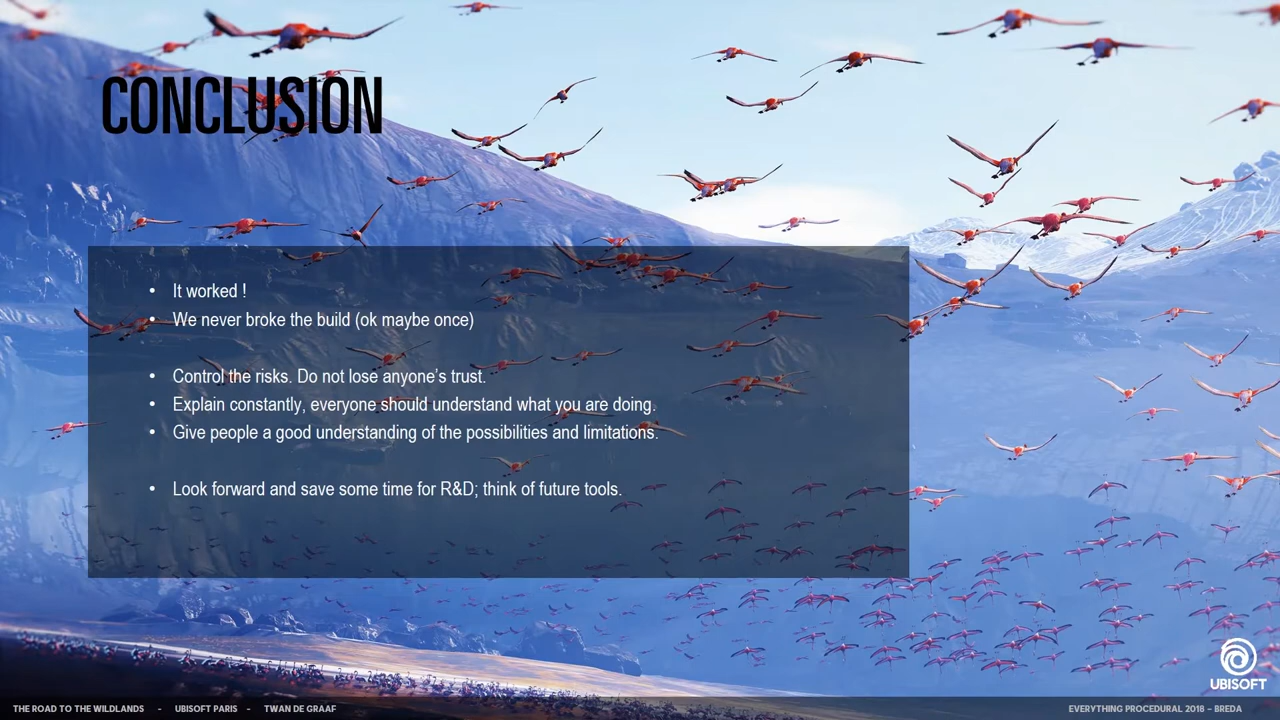 CONCLUSION
• It worked !
• We never broke the build (ok maybe once)
• Control the risks. Do not lose anyone's trust.
• Explain constantly, everyone should understand what you are doing.
• Give people a good understanding of the possibilities and limitations.
• Look forward and save some time for R&D; think of future tools.
UBISOFT
THE ROAD TO THE WILDLANDS - UBISOFT PARIS - TWAN DE GRAAF
EVERYTHING PROCEDURAL 2018 – BREDA